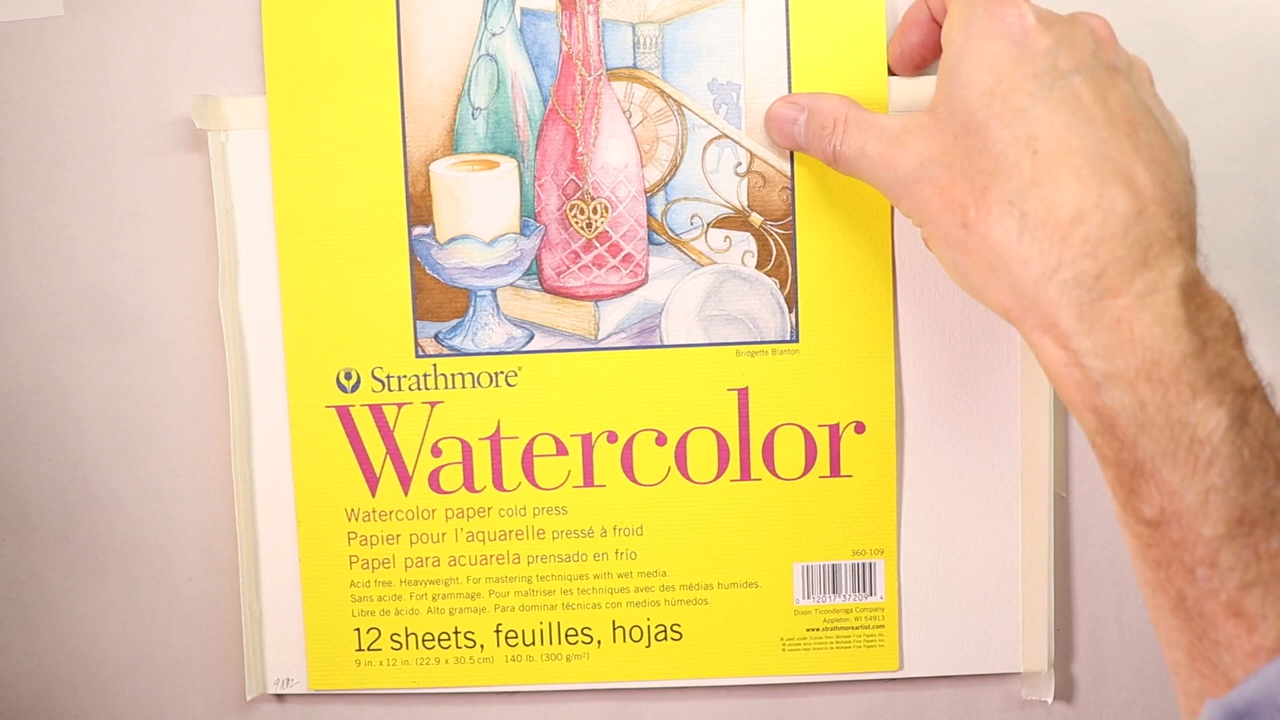 Bridgette Blanton
Strathmore®
Watercolor
Watercolor paper cold press
Papier pour l'aquarelle pressé à froid
Papel para acuarela prensado en frío
Acid free. Heavyweight. For mastering techniques with wet media.
Sans acide. Fort grammage. Pour maîtriser les techniques avec des médias humides.
Libre de ácido. Alto gramaje. Para dominar técnicas con medios húmedos.
12 sheets, feuilles, hojas
9 in. x 12 in. (22.9 x 30.5 cm) 140 lb. (300 g/m²)
360-109
0 12017 37209 4
Dixon Ticonderoga Company
Appleton, WI 54913
www.strathmoreartist.com